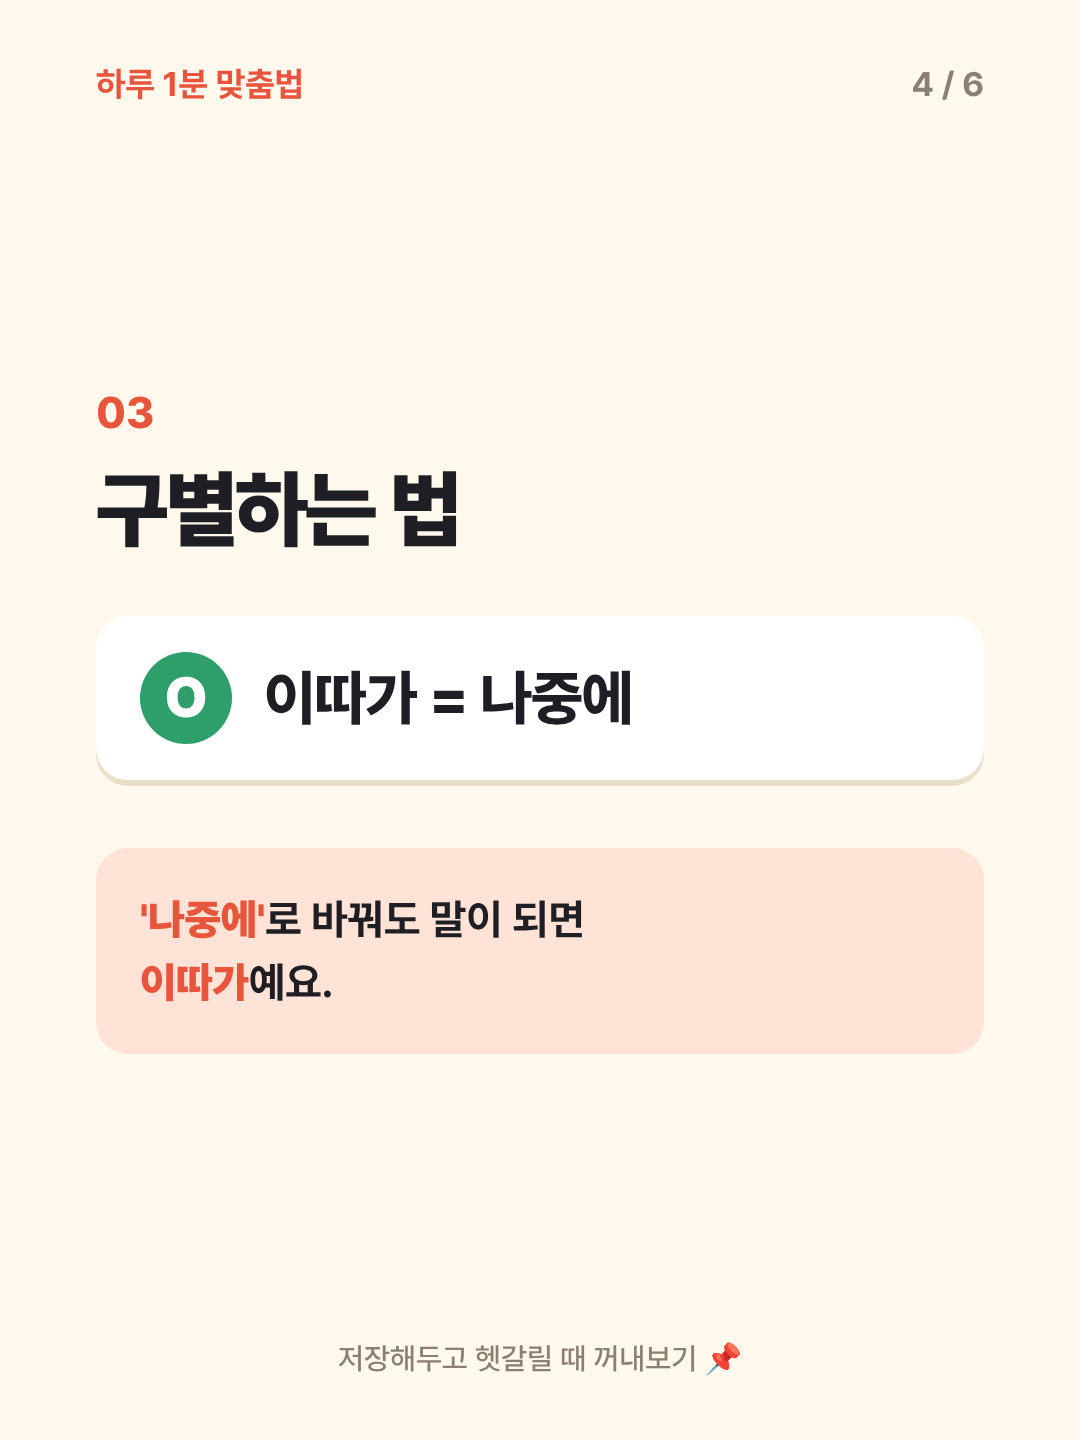 하루 1분 맞춤법
4 / 6
03
구별하는 법
O 이따가 = 나중에
'나중에'로 바꿔도 말이 되면
이따가예요.
저장해두고 헷갈릴 때 꺼내보기 📌